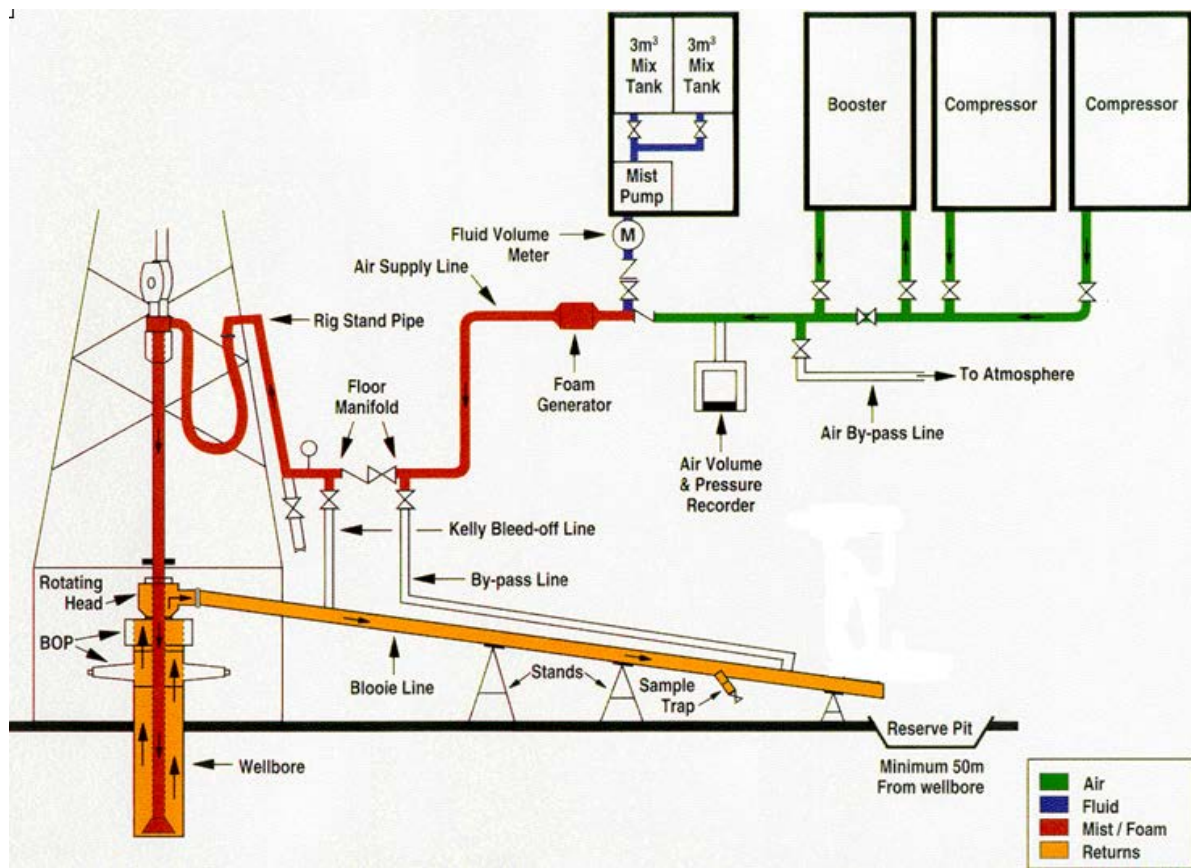 3m³
Mix
Tank
3m³
Mix
Tank
Booster
Compressor
Compressor
Mist
Pump
Fluid Volume
Meter
M
Air Supply Line
Rig Stand Pipe
Floor
Manifold
Foam
Generator
To Atmosphere
Air By-pass Line
Air Volume
& Pressure
Recorder
Kelly Bleed-off Line
By-pass Line
Rotating
Head
BOP
Blooie Line
Stands
Sample
Trap
Reserve Pit
Minimum 50m
From wellbore
Wellbore
Air
Fluid
Mist / Foam
Returns